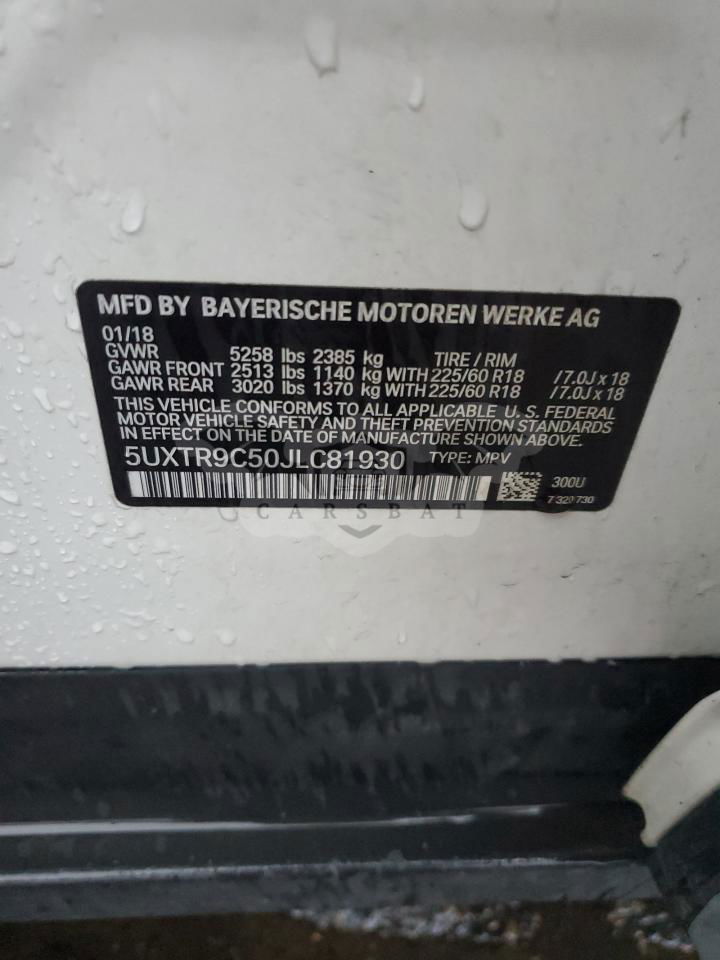 MFD BY BAYERISCHE MOTOREN WERKE AG
01/18
GVWR 5258 lbs 2385 kg TIRE / RIM
GAWR FRONT 2513 lbs 1140 kg WITH 225/60 R18 / 7.0J x 18
GAWR REAR 3020 lbs 1370 kg WITH 225/60 R18 / 7.0J x 18
THIS VEHICLE CONFORMS TO ALL APPLICABLE U. S. FEDERAL
MOTOR VEHICLE SAFETY AND THEFT PREVENTION STANDARDS
IN EFFECT ON THE DATE OF MANUFACTURE SHOWN ABOVE.
5UXTR9C50JLC81930 TYPE: MPV
300U
7 320 730
CARSBAT